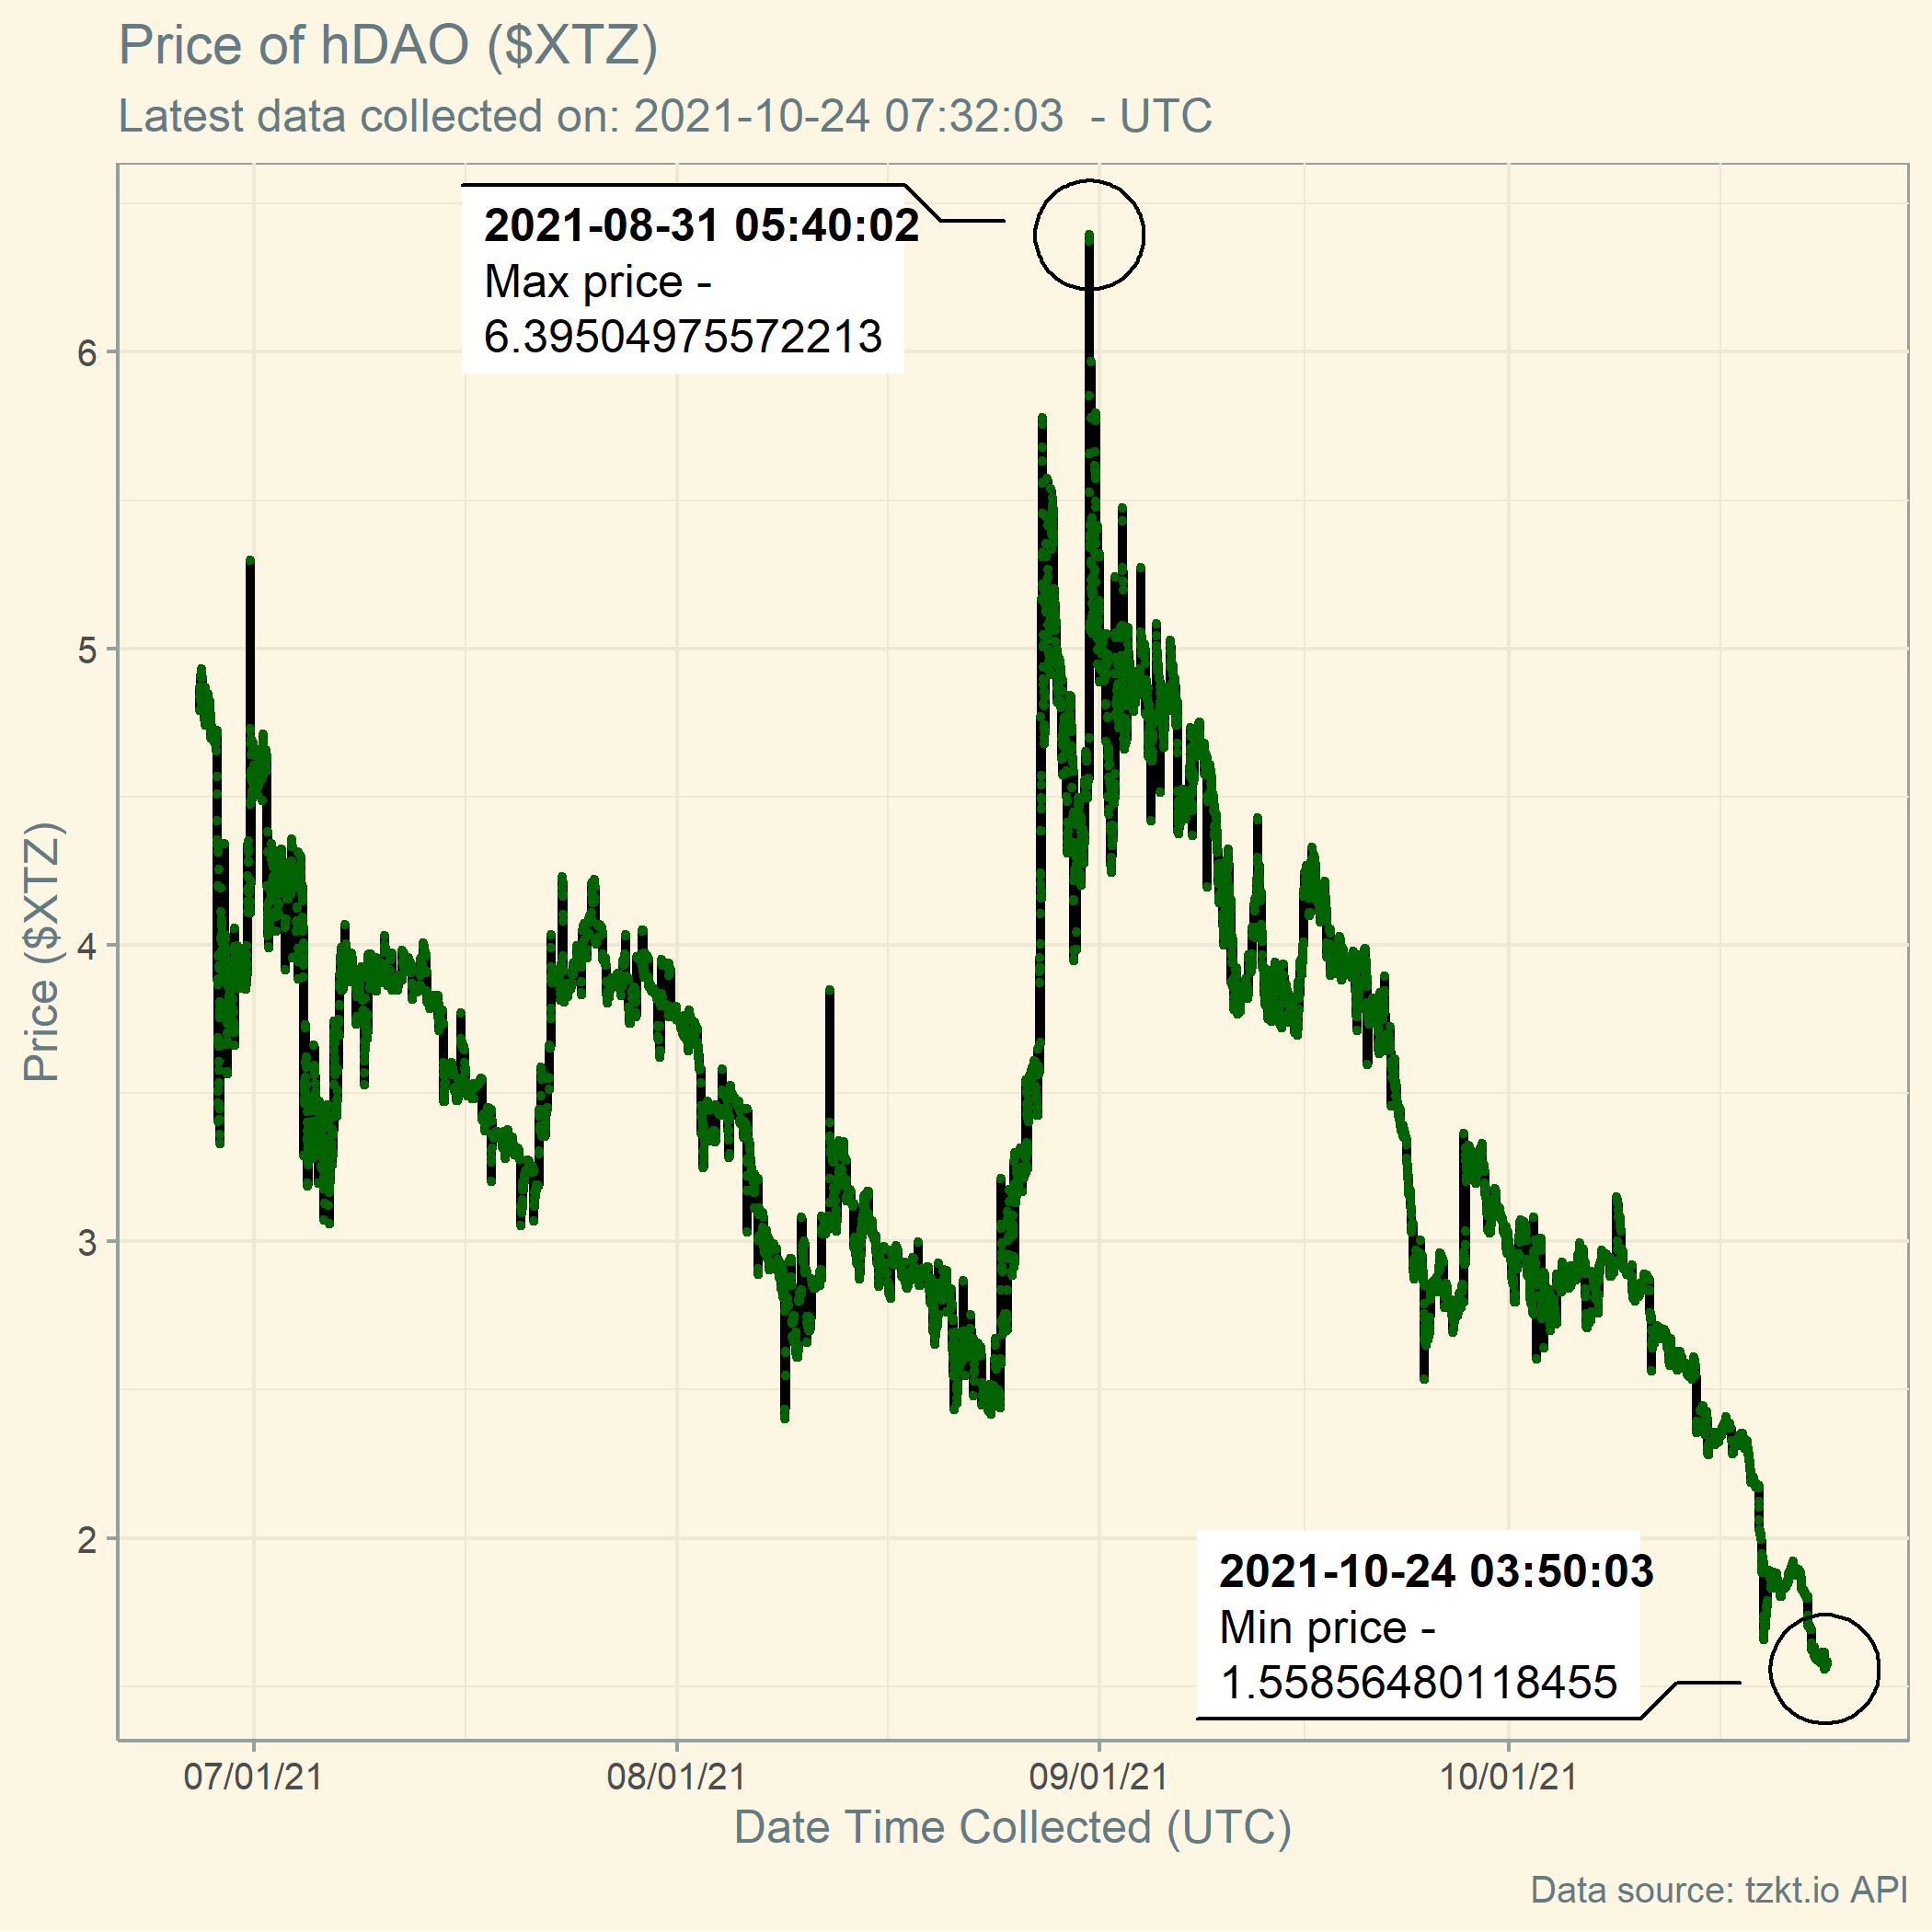 Price of hDAO ($XTZ)
Latest data collected on: 2021-10-24 07:32:03  - UTC
2021-08-31 05:40:02
Max price -
6.39504975572213
6
5
4
3
2
Price ($XTZ)
2021-10-24 03:50:03
Min price -
1.55856480118455
07/01/21
08/01/21
09/01/21
10/01/21
Date Time Collected (UTC)
Data source: tzkt.io API